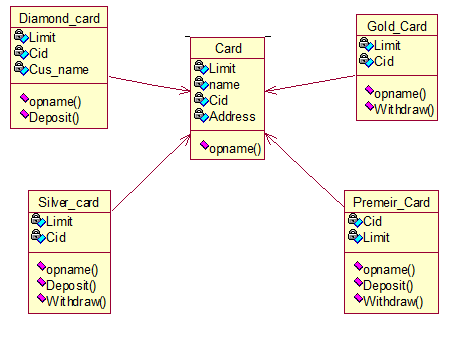 Diamond_card
Limit
Cid
Cus_name
opname()
Deposit()
Card
Limit
name
Cid
Address
opname()
Gold_Card
Limit
Cid
opname()
Withdraw()
Silver_card
Limit
Cid
opname()
Deposit()
Withdraw()
Premeir_Card
Cid
Limit
opname()
Deposit()
Withdraw()